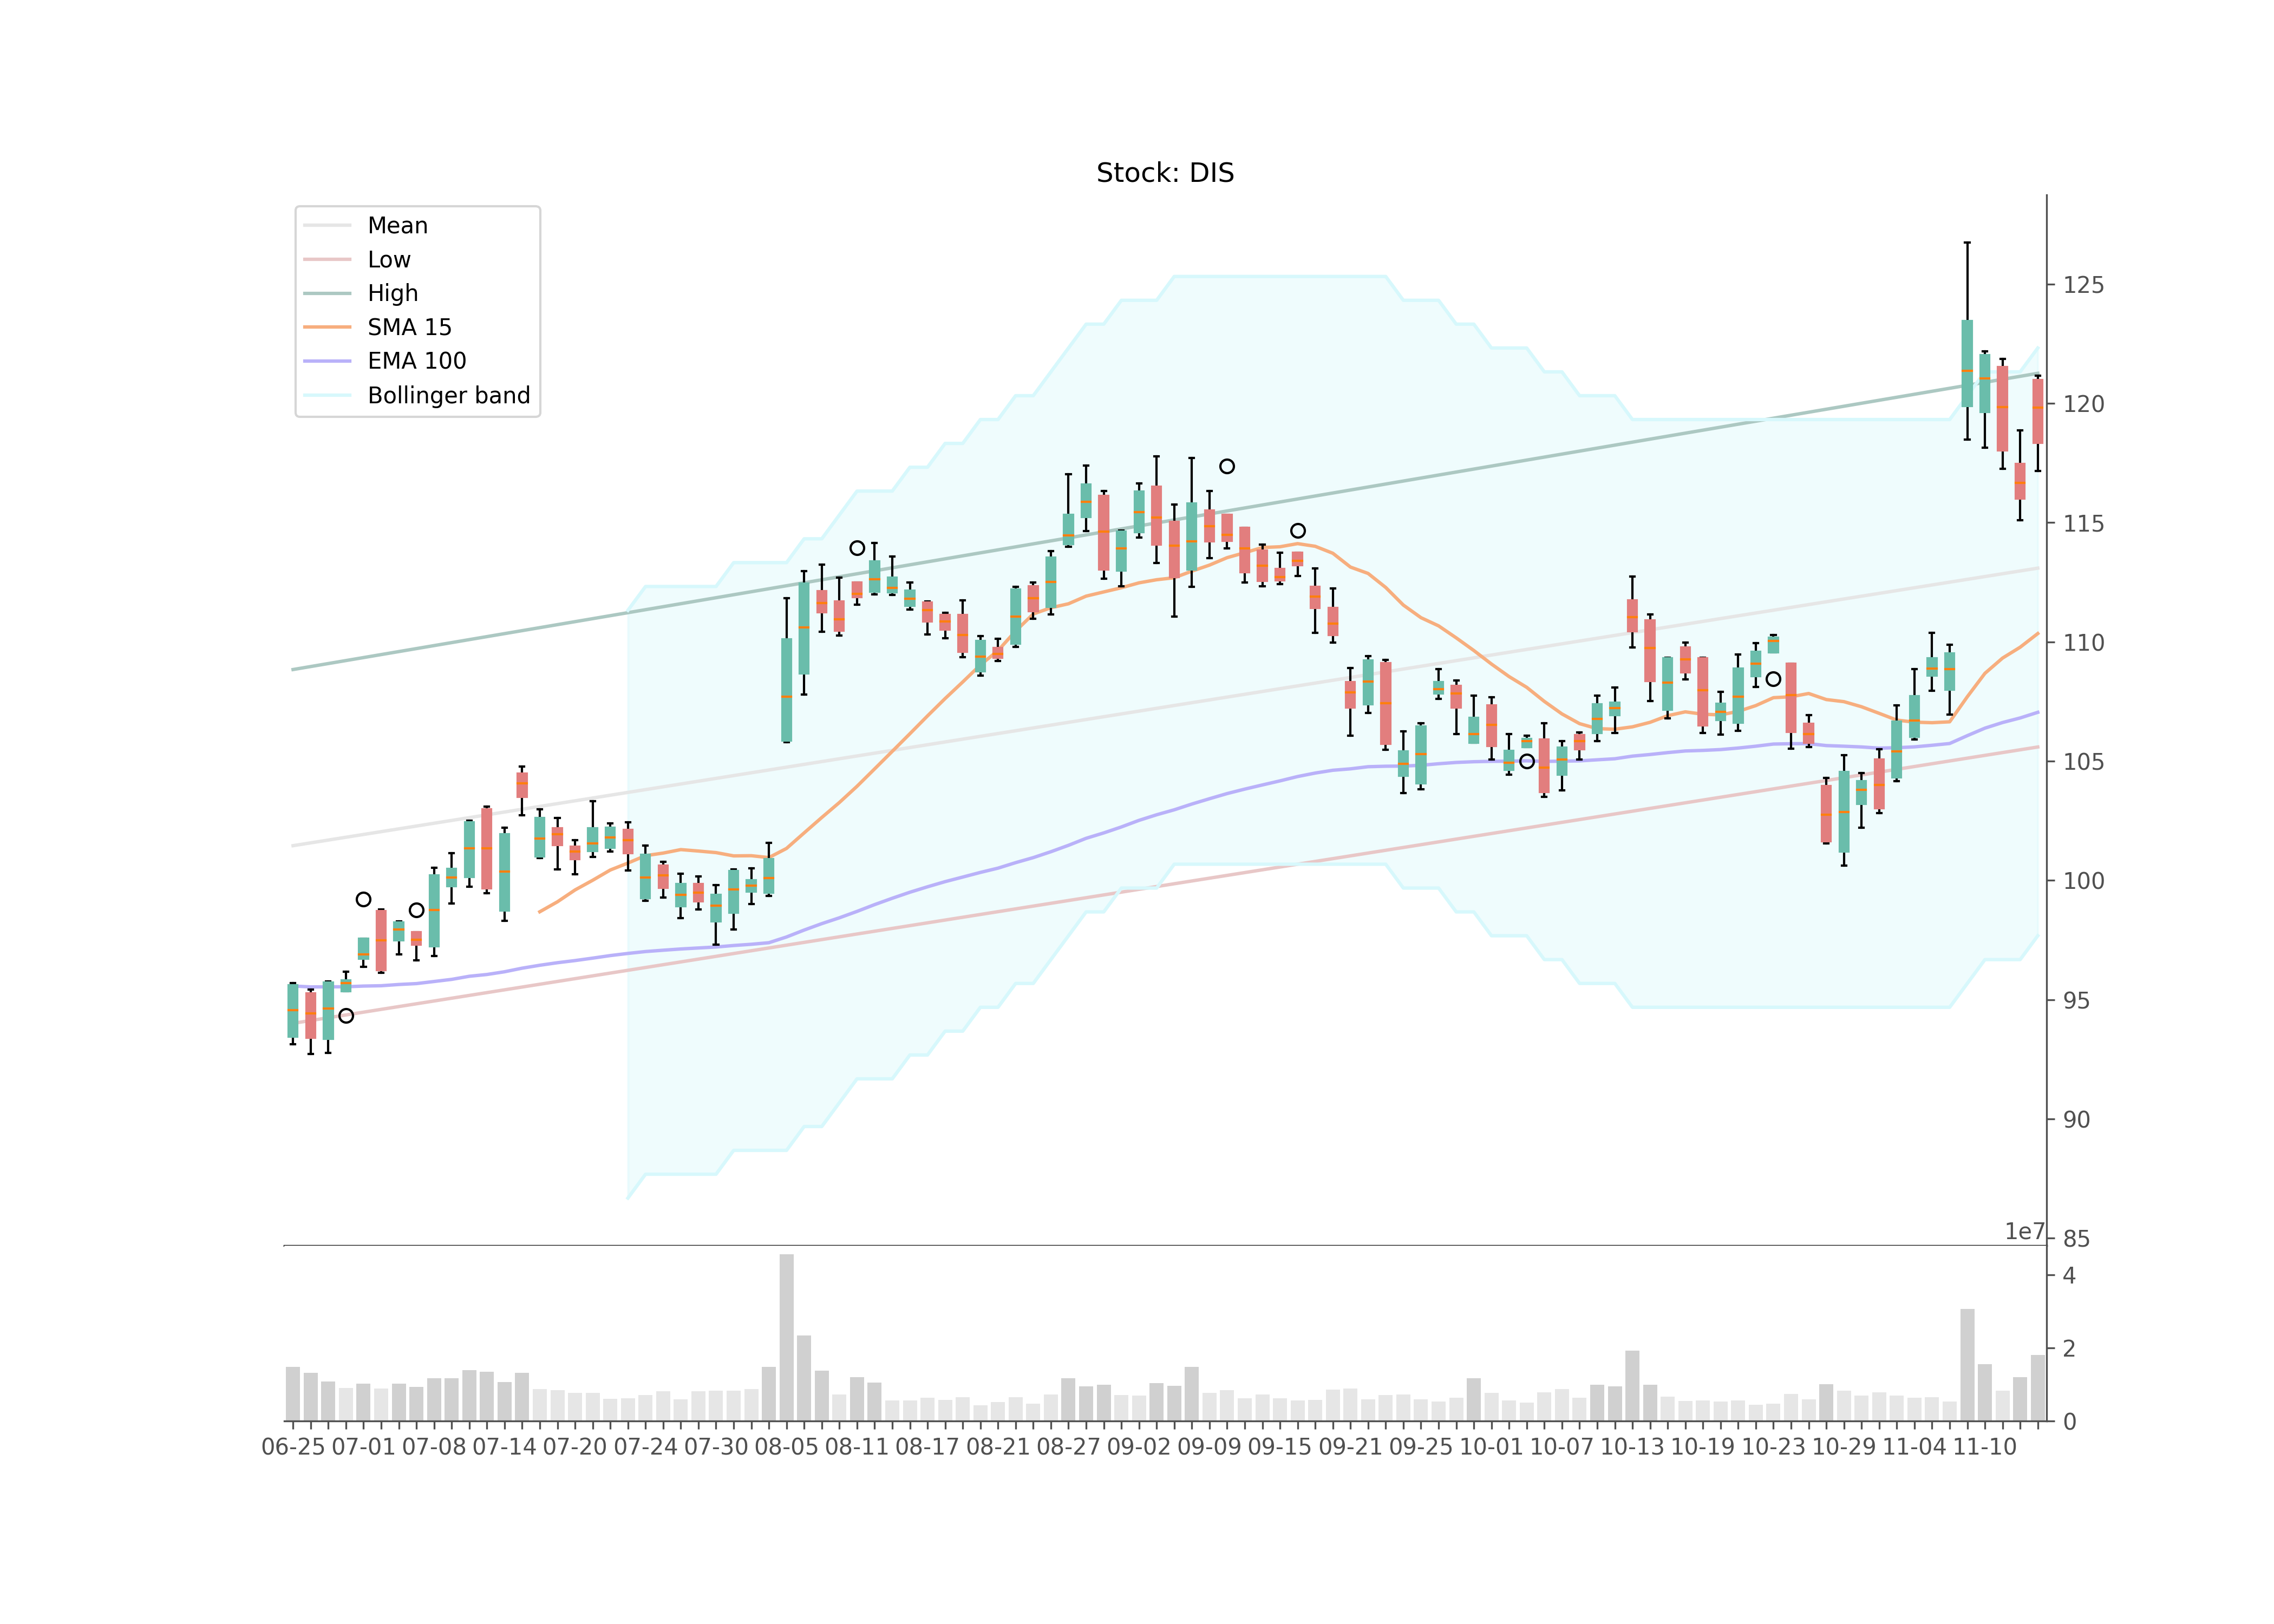 Stock: DIS
Mean
Low
High
SMA 15
EMA 100
Bollinger band
125
120
115
110
105
100
95
90
85
1e7
4
2
0
06-25 07-01 07-08 07-14 07-20 07-24 07-30 08-05 08-11 08-17 08-21 08-27 09-02 09-09 09-15 09-21 09-25 10-01 10-07 10-13 10-19 10-23 10-29 11-04 11-10